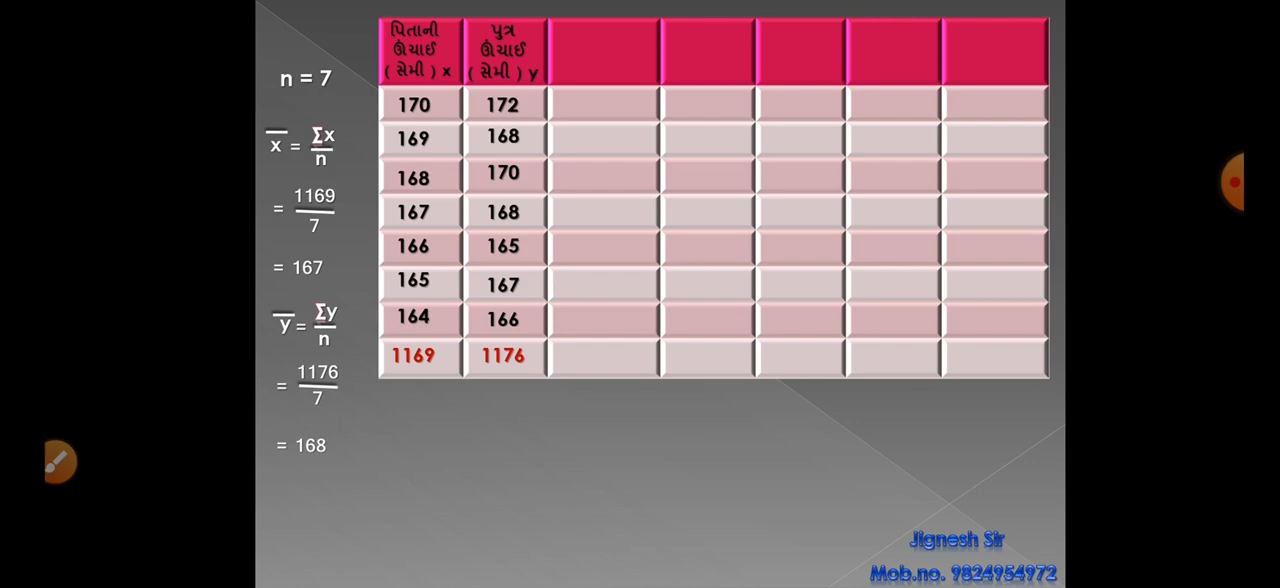 n = 7
x̄ = Σx / n
= 1169 / 7
= 167
ȳ = Σy / n
= 1176 / 7
= 168
પિતાની ઊંચાઈ ( સેમી ) x	પુત્ર ઊંચાઈ ( સેમી ) y
170	172
169	168
168	170
167	168
166	165
165	167
164	166
1169	1176
Jignesh Sir
Mob.no. 9824954972